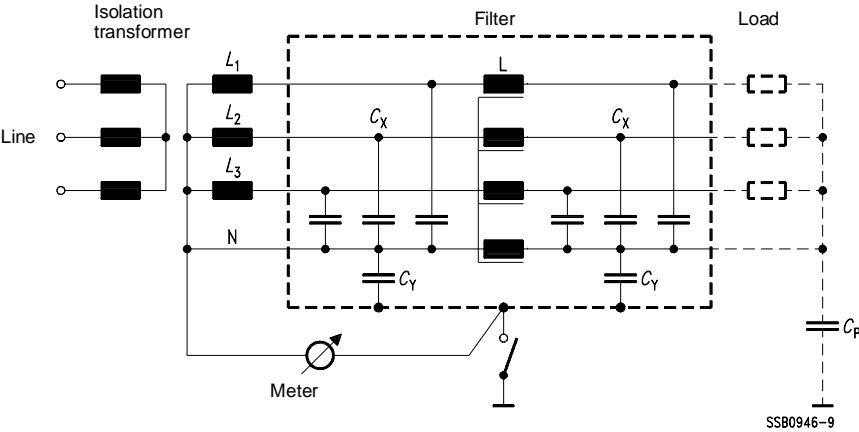 Isolation
transformer
Filter
Load
L1
L
L2
CX
CX
Line
L3
N
CY
CY
CP
Meter
SSB0946-9